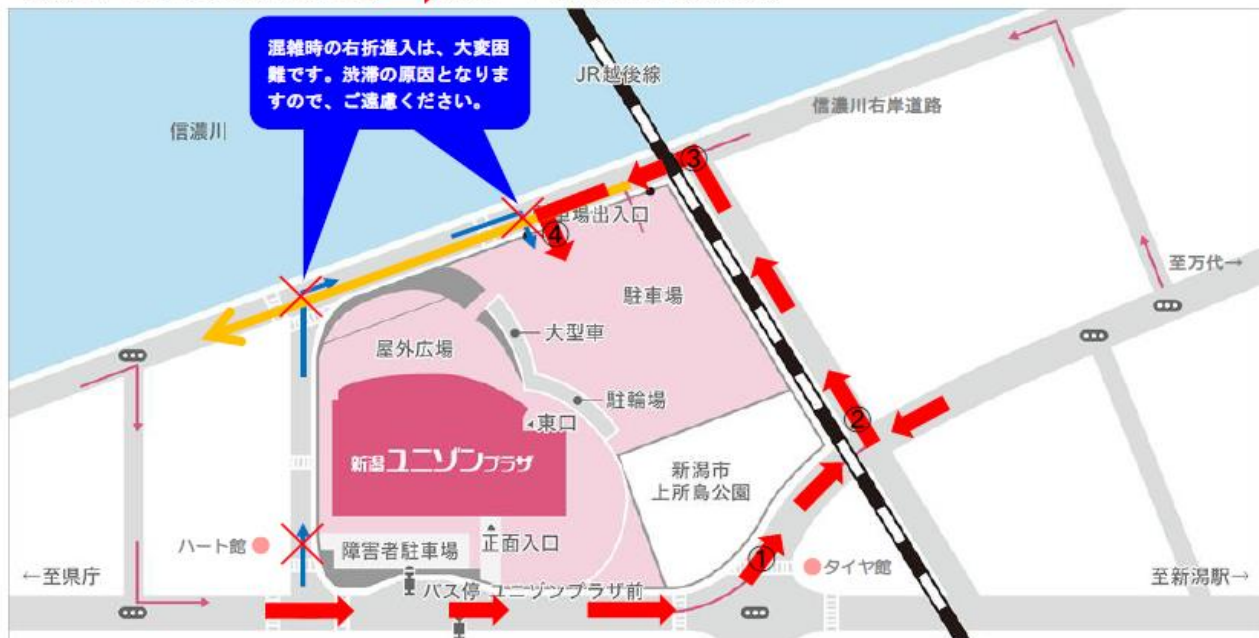 混雑時の右折進入は、大変困
難です。渋滞の原因となりま
すので、ご遠慮ください。
JR越後線
信濃川右岸道路
信濃川
③
車場出入口
④
至万代→
駐車場
大型車
屋外広場
駐輪場
◂東口
②
新潟ユニゾンプラザ
新潟市
上所島公園
ハート館
障害者駐車場
正面入口
①
タイヤ館
←至県庁
バス停 ユニゾンプラザ前
至新潟駅→